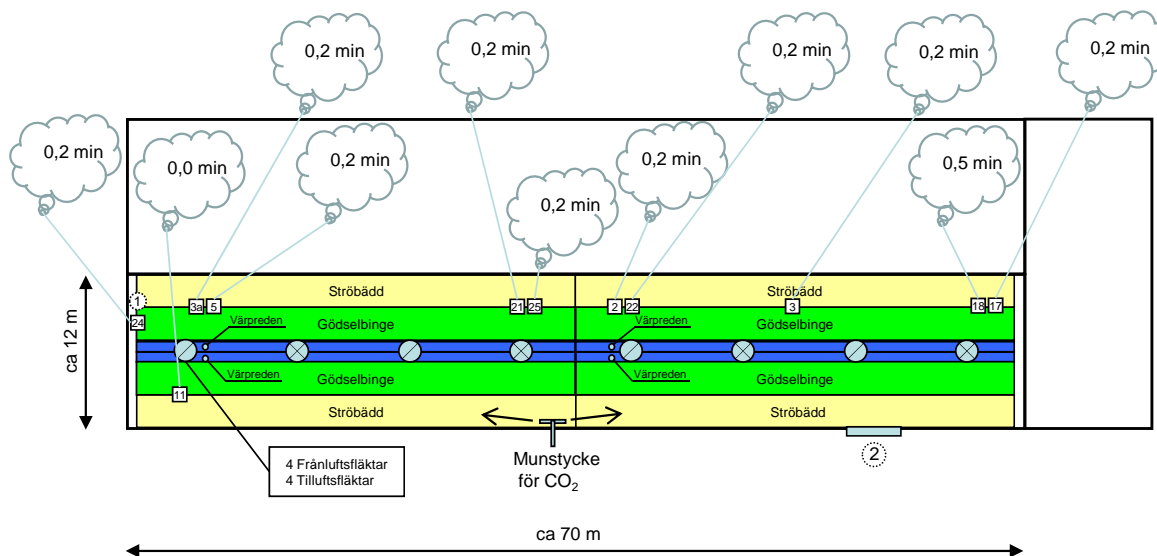 0,2 min
0,2 min
0,2 min
0,2 min
0,2 min
0,2 min
0,0 min
0,2 min
0,2 min
0,5 min
0,2 min
1
3a
5
21
25
2
22
3
18
17
24
11
Ströbädd
Ströbädd
Värpreden
Gödselbinge
Värpreden
Gödselbinge
Värpreden
Gödselbinge
Värpreden
Gödselbinge
Ströbädd
Ströbädd
ca 12 m
4 Frånluftsfläktar
4 Tilluftsfläktar
Munstycke
för CO₂
2
ca 70 m